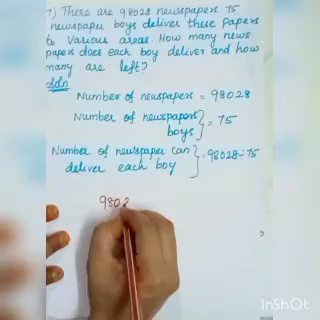 7) There are 98028 newspapers. 75
newspaper boys deliver these papers
to various areas. How many news
papers does each boy deliver and how
many are left?
Soln
Number of newspapers = 98028
Number of newspapers
boys } = 75
Number of newspaper can
deliver each boy } = 98028÷75
9802
InShOt